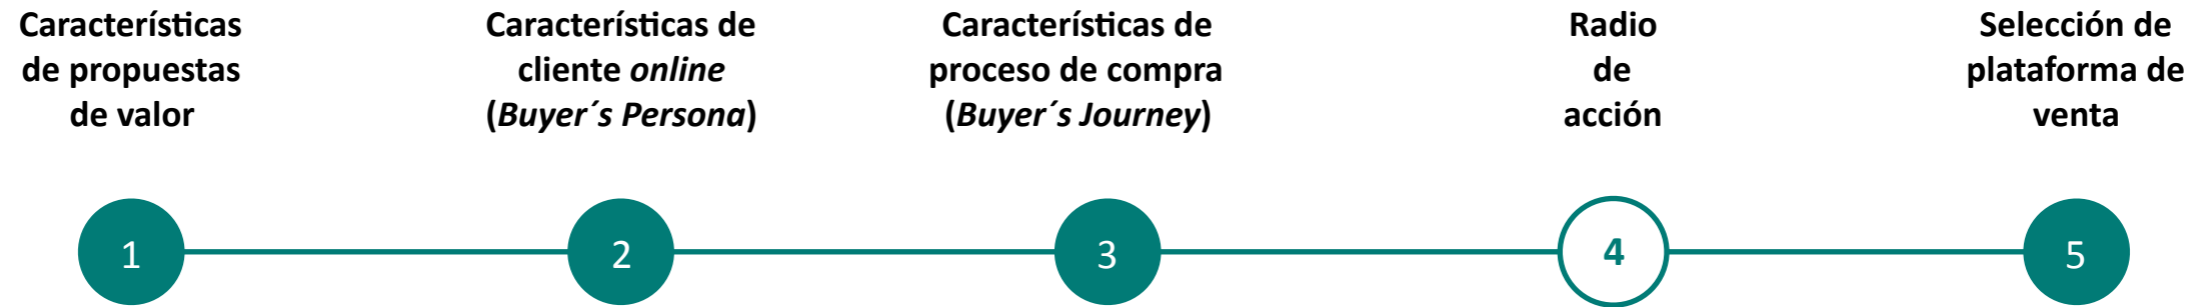 Características
de propuestas
de valor
Características de
cliente online
(Buyer´s Persona)
Características de
proceso de compra
(Buyer´s Journey)
Radio
de
acción
Selección de
plataforma de
venta
1
2
3
4
5